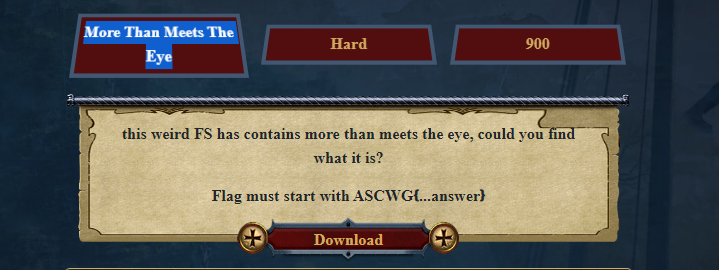 More Than Meets The
Eye
Hard
900
this weird FS has contains more than meets the eye, could you find
what it is?
Flag must start with ASCWG{...answer}
Download